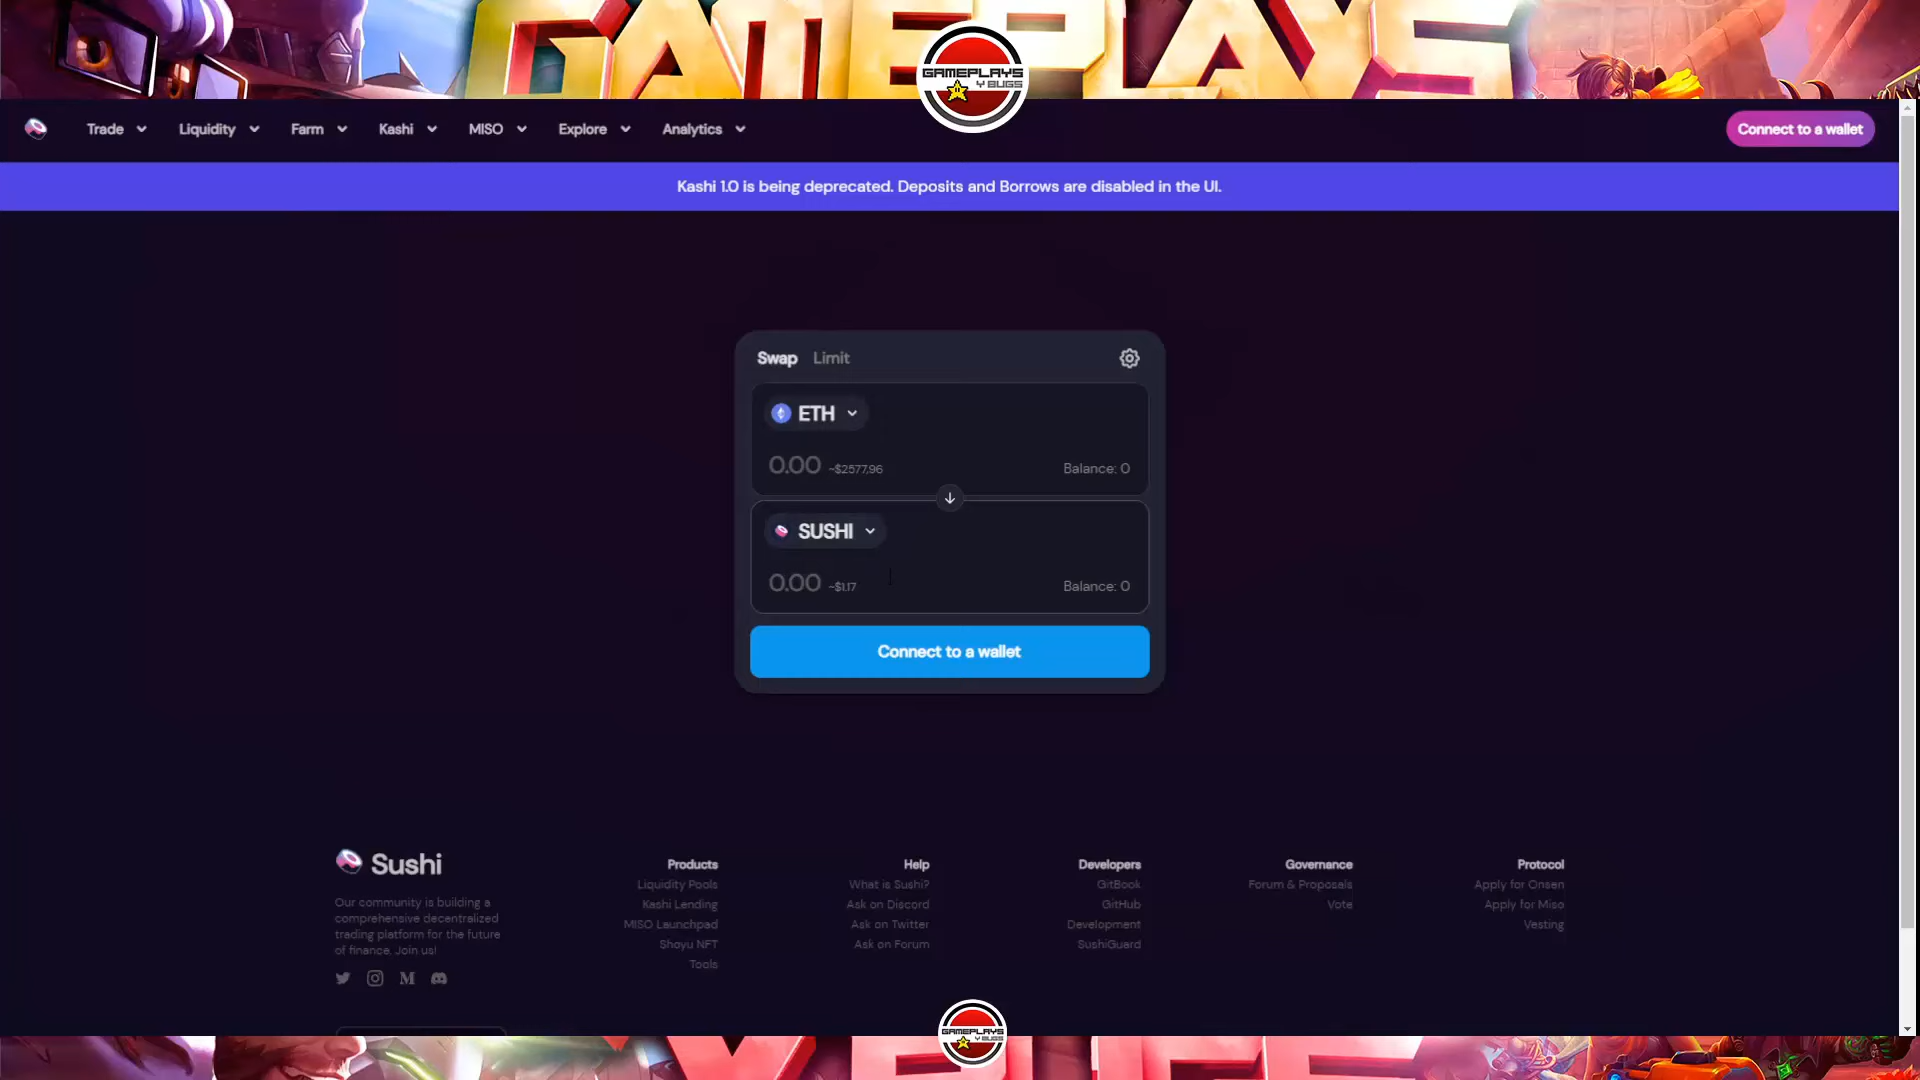 GAMEPLAYS
GAMEPLAYS
Y BUGS
Trade
Liquidity
Farm
Kashi
MISO
Explore
Analytics
Connect to a wallet
Kashi 1.0 is being deprecated. Deposits and Borrows are disabled in the UI.
Swap Limit
ETH
0.00 ~$2577,96
Balance: 0
SUSHI
0.00 ~$1,17
Balance: 0
Connect to a wallet
Sushi
Our community is building a
comprehensive decentralized
trading platform for the future
of finance. Join us!
Products
Liquidity Pools
Kashi Lending
MISO Launchpad
Shoyu NFT
Tools
Help
What is Sushi?
Ask on Discord
Ask on Twitter
Ask on Forum
Developers
GitBook
GitHub
Development
SushiGuard
Governance
Forum & Proposals
Vote
Protocol
Apply for Onsen
Apply for Miso
Vesting
GAMEPLAYS
Y BUGS